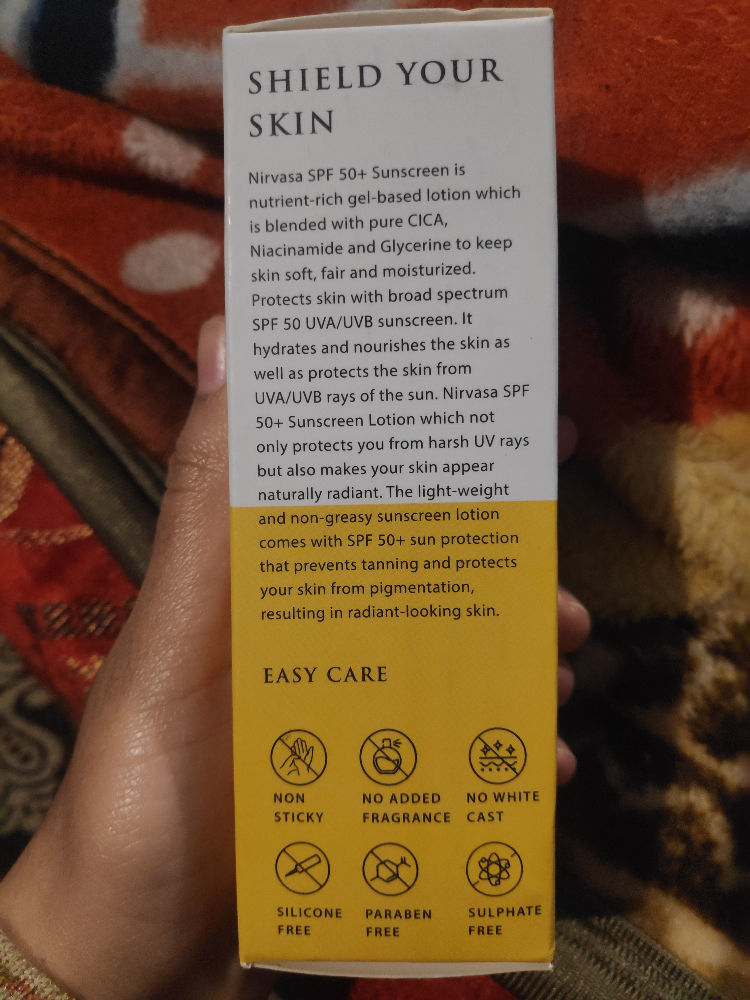 SHIELD YOUR
SKIN
Nirvasa SPF 50+ Sunscreen is
nutrient-rich gel-based lotion which
is blended with pure CICA,
Niacinamide and Glycerine to keep
skin soft, fair and moisturized.
Protects skin with broad spectrum
SPF 50 UVA/UVB sunscreen. It
hydrates and nourishes the skin as
well as protects the skin from
UVA/UVB rays of the sun. Nirvasa SPF
50+ Sunscreen Lotion which not
only protects you from harsh UV rays
but also makes your skin appear
naturally radiant. The light-weight
and non-greasy sunscreen lotion
comes with SPF 50+ sun protection
that prevents tanning and protects
your skin from pigmentation,
resulting in radiant-looking skin.
EASY CARE
NON
STICKY
NO ADDED
FRAGRANCE
NO WHITE
CAST
SILICONE
FREE
PARABEN
FREE
SULPHATE
FREE